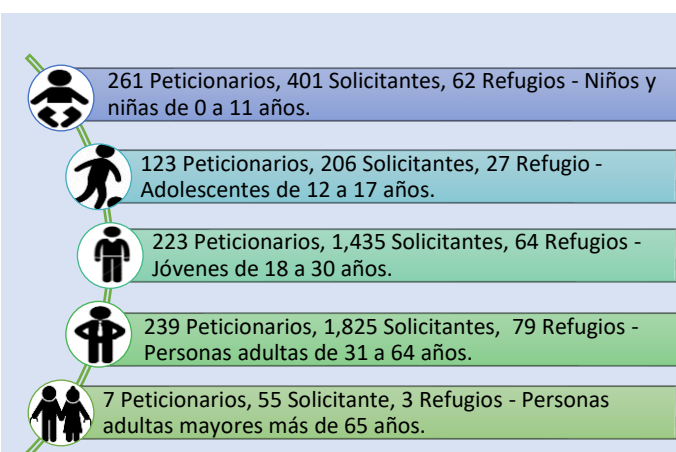 261 Peticionarios, 401 Solicitantes, 62 Refugios - Niños y
niñas de 0 a 11 años.
123 Peticionarios, 206 Solicitantes, 27 Refugio -
Adolescentes de 12 a 17 años.
223 Peticionarios, 1,435 Solicitantes, 64 Refugios -
Jóvenes de 18 a 30 años.
239 Peticionarios, 1,825 Solicitantes, 79 Refugios -
Personas adultas de 31 a 64 años.
7 Peticionarios, 55 Solicitante, 3 Refugios - Personas
adultas mayores más de 65 años.